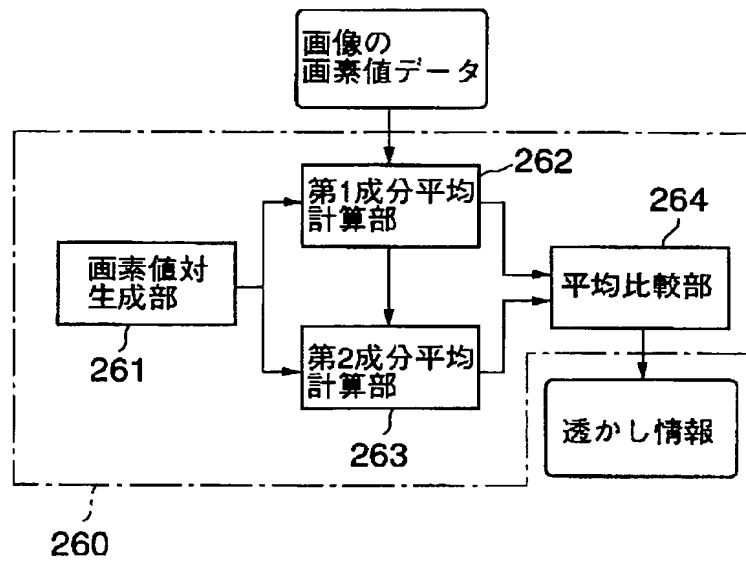 画像の
画素値データ
262
第1成分平均
計算部
264
画素値対
生成部
261
平均比較部
第2成分平均
計算部
263
透かし情報
260